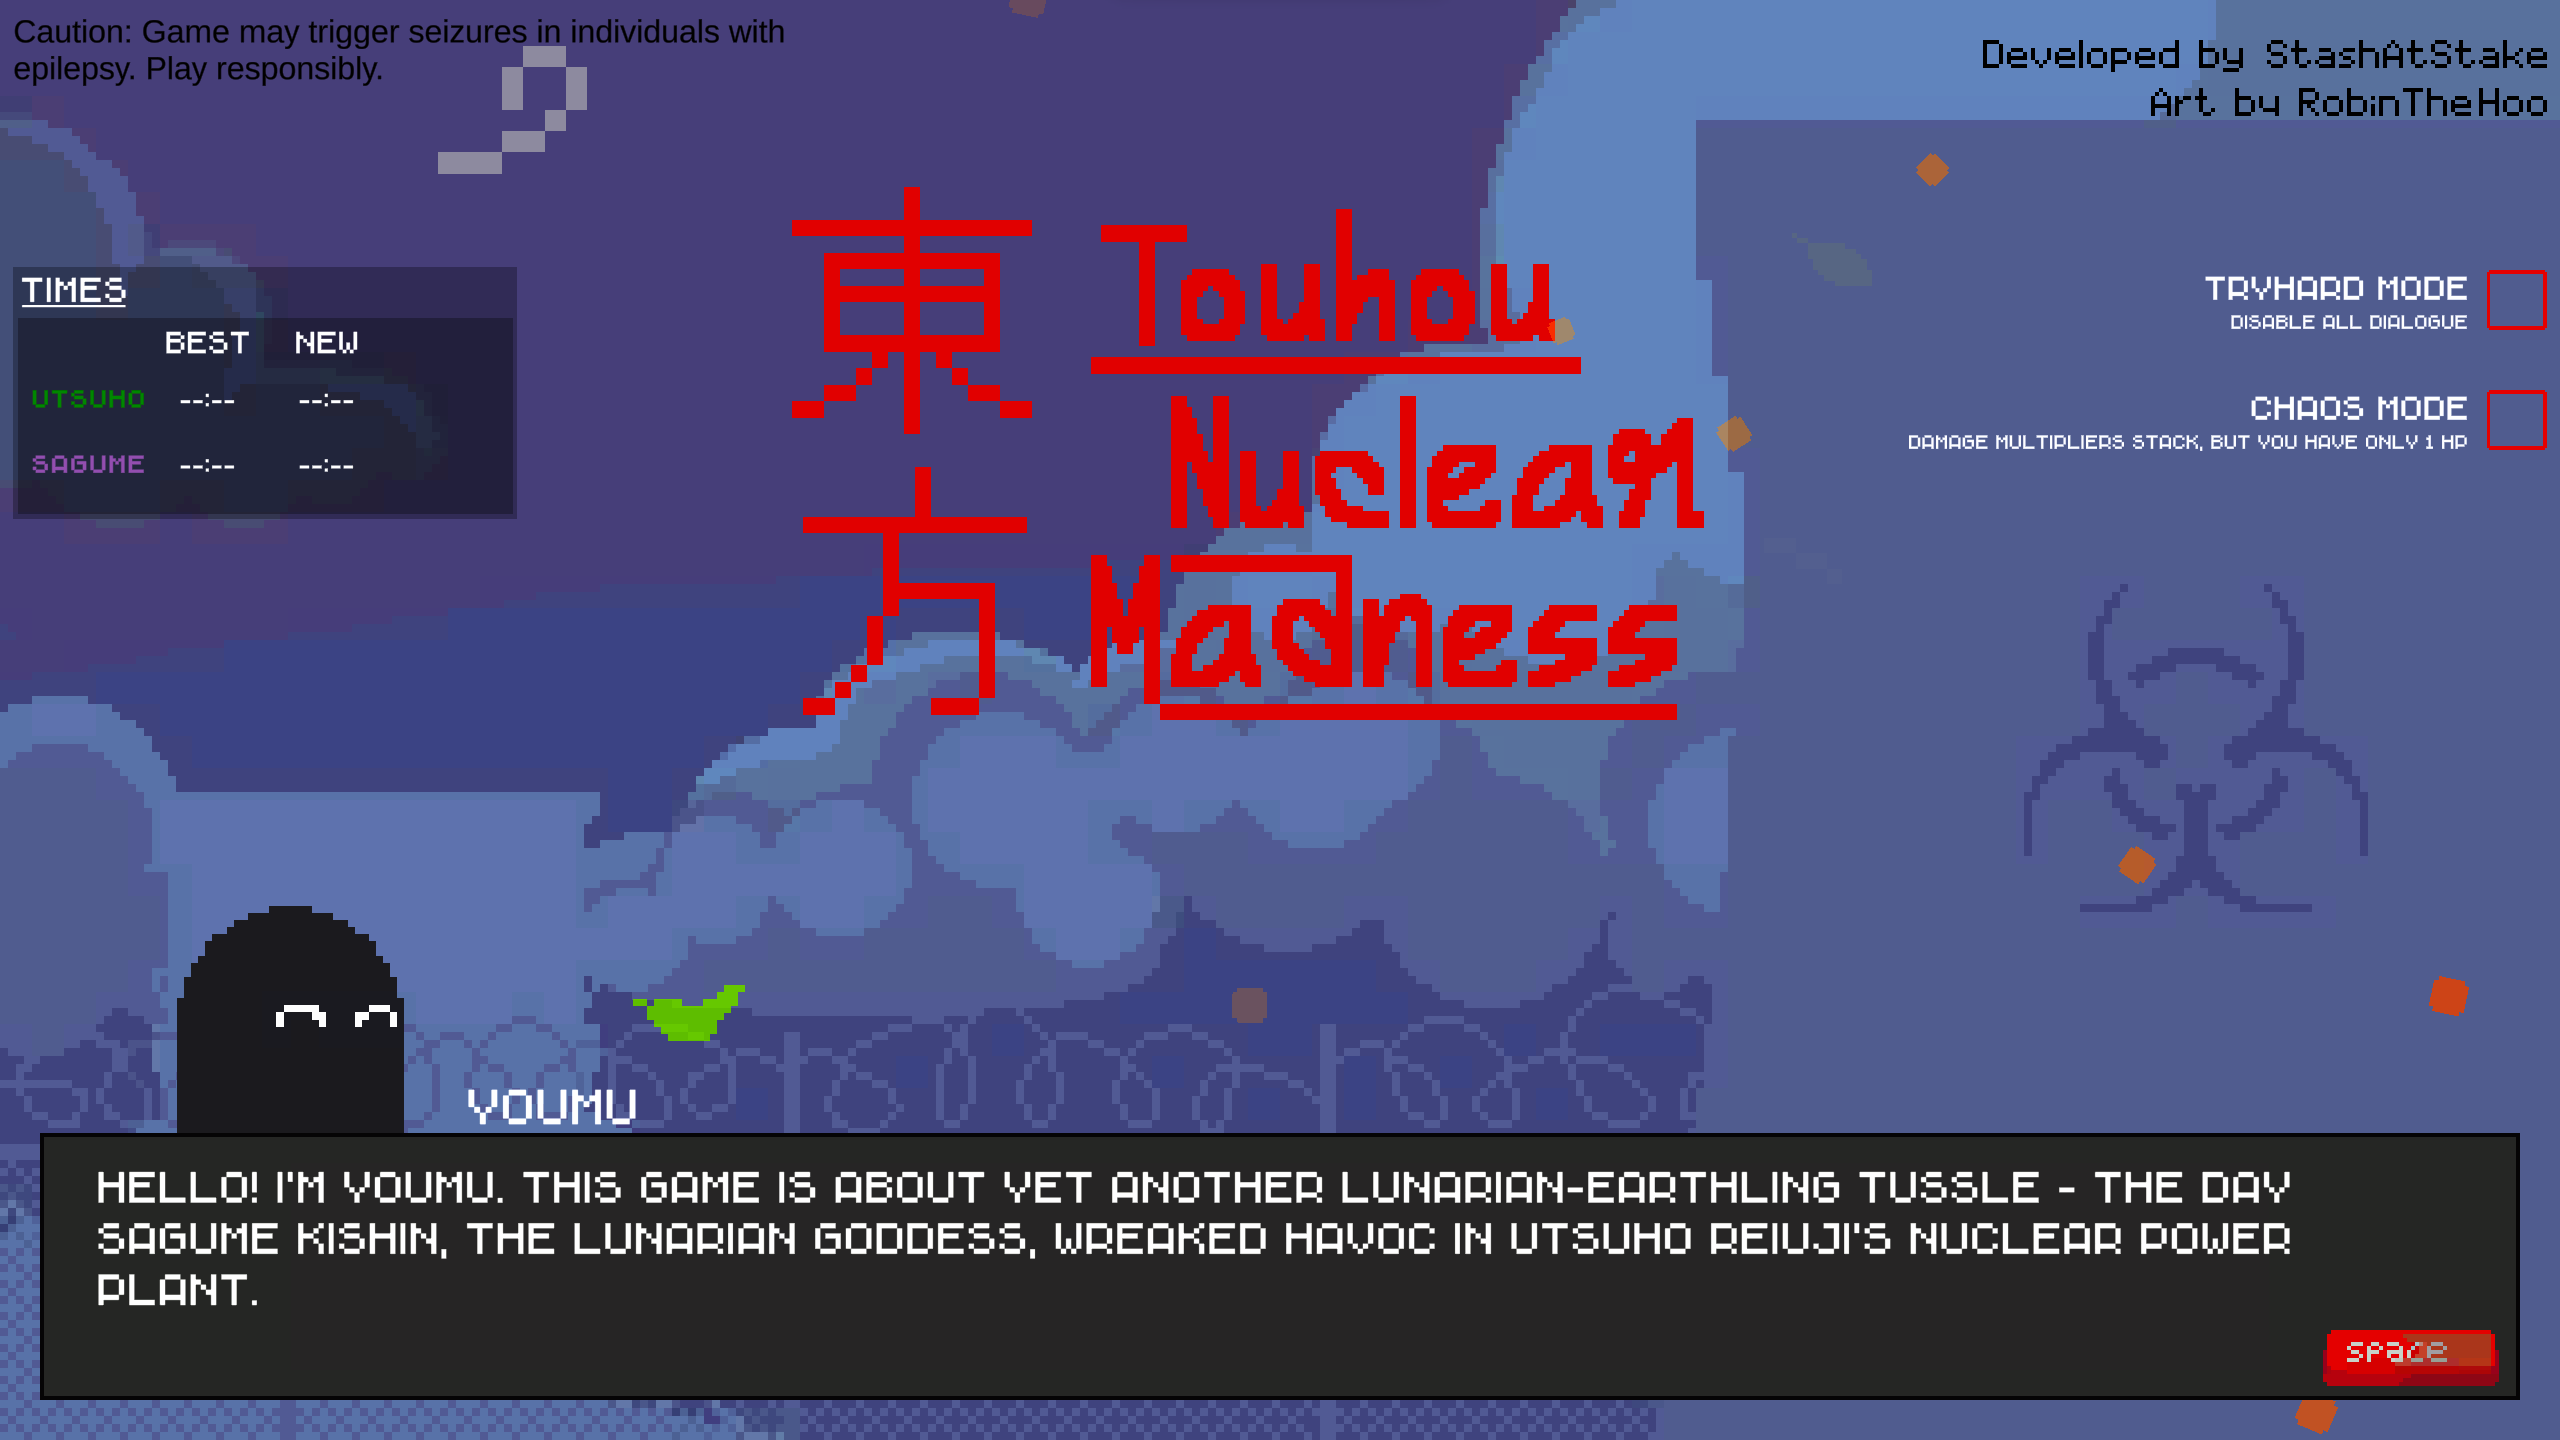 Caution: Game may trigger seizures in individuals with
epilepsy. Play responsibly.
Developed by StashAtStake
Art by RobinTheHoo
東方
Touhou
Nuclear
Madness
TIMES
BEST NEW
UTSUHO --:-- --:--
SAGUME --:-- --:--
TRYHARD MODE
DISABLE ALL DIALOGUE
CHAOS MODE
DAMAGE MULTIPLIERS STACK, BUT YOU HAVE ONLY 1 HP
YOUMU
HELLO! I'M YOUMU. THIS GAME IS ABOUT YET ANOTHER LUNARIAN-EARTHLING TUSSLE - THE DAY
SAGUME KISHIN, THE LUNARIAN GODDESS, WREAKED HAVOC IN UTSUHO REIUJI'S NUCLEAR POWER
PLANT.
space